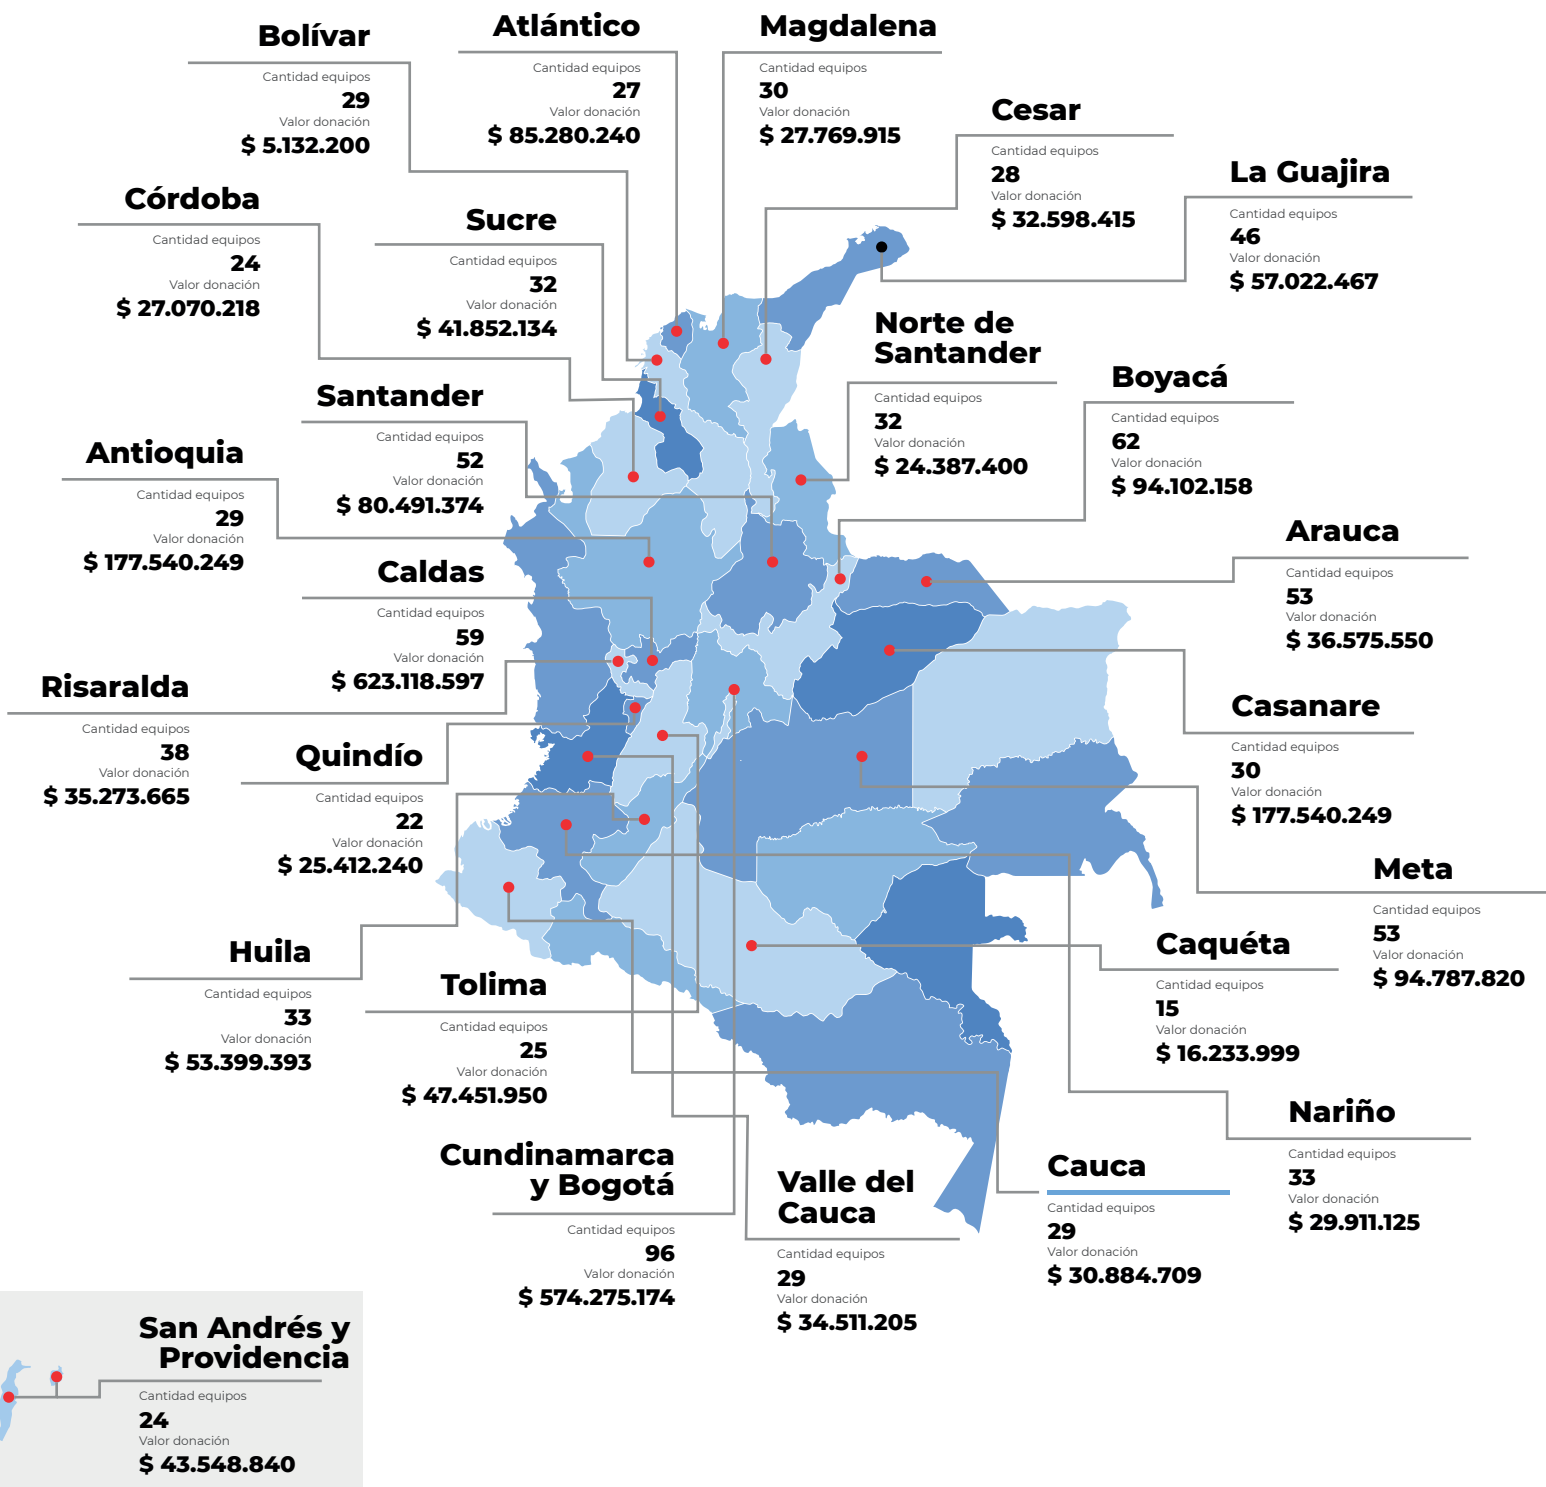 Bolívar
Cantidad equipos
29
Valor donación
$ 5.132.200
Atlántico
Cantidad equipos
27
Valor donación
$ 85.280.240
Magdalena
Cantidad equipos
30
Valor donación
$ 27.769.915
Cesar
Cantidad equipos
28
Valor donación
$ 32.598.415
La Guajira
Cantidad equipos
46
Valor donación
$ 57.022.467
Córdoba
Cantidad equipos
24
Valor donación
$ 27.070.218
Sucre
Cantidad equipos
32
Valor donación
$ 41.852.134
Norte de
Santander
Cantidad equipos
32
Valor donación
$ 24.387.400
Boyacá
Cantidad equipos
62
Valor donación
$ 94.102.158
Santander
Cantidad equipos
52
Valor donación
$ 80.491.374
Antioquia
Cantidad equipos
29
Valor donación
$ 177.540.249
Arauca
Cantidad equipos
53
Valor donación
$ 36.575.550
Caldas
Cantidad equipos
59
Valor donación
$ 623.118.597
Risaralda
Cantidad equipos
38
Valor donación
$ 35.273.665
Casanare
Cantidad equipos
30
Valor donación
$ 177.540.249
Quindío
Cantidad equipos
22
Valor donación
$ 25.412.240
Meta
Cantidad equipos
53
Valor donación
$ 94.787.820
Huila
Cantidad equipos
33
Valor donación
$ 53.399.393
Tolima
Cantidad equipos
25
Valor donación
$ 47.451.950
Caquéta
Cantidad equipos
15
Valor donación
$ 16.233.999
Nariño
Cantidad equipos
33
Valor donación
$ 29.911.125
Cundinamarca
y Bogotá
Cantidad equipos
96
Valor donación
$ 574.275.174
Valle del
Cauca
Cantidad equipos
29
Valor donación
$ 34.511.205
Cauca
Cantidad equipos
29
Valor donación
$ 30.884.709
San Andrés y
Providencia
Cantidad equipos
24
Valor donación
$ 43.548.840